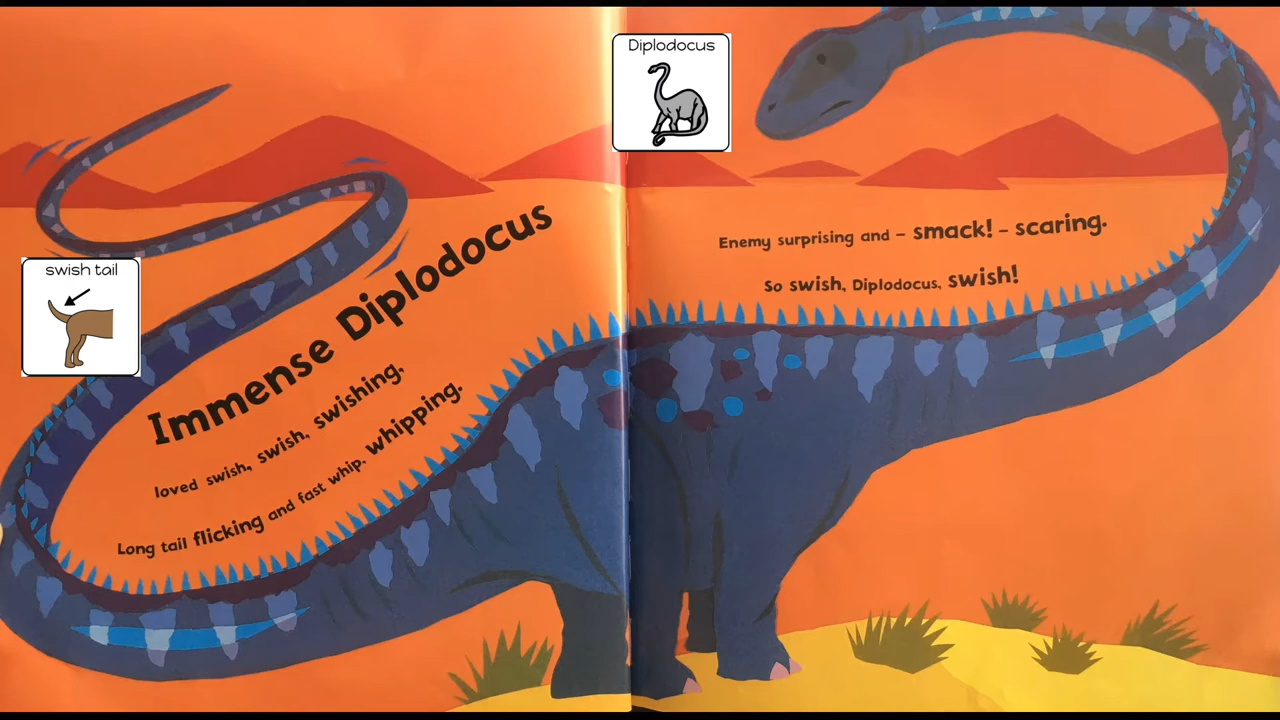 swish tail
Immense Diplodocus
loved swish, swish, swishing,
Long tail flicking and fast whip, whipping.
Diplodocus
Enemy surprising and – smack! – scaring.
So swish, Diplodocus, swish!